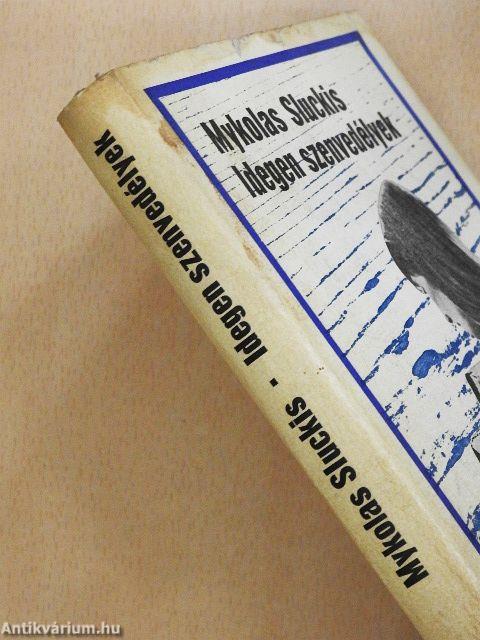 Mykolas Sluckis
Idegen szenvedélyek
Mykolas Sluckis · Idegen szenvedélyek
Antikvárium.hu